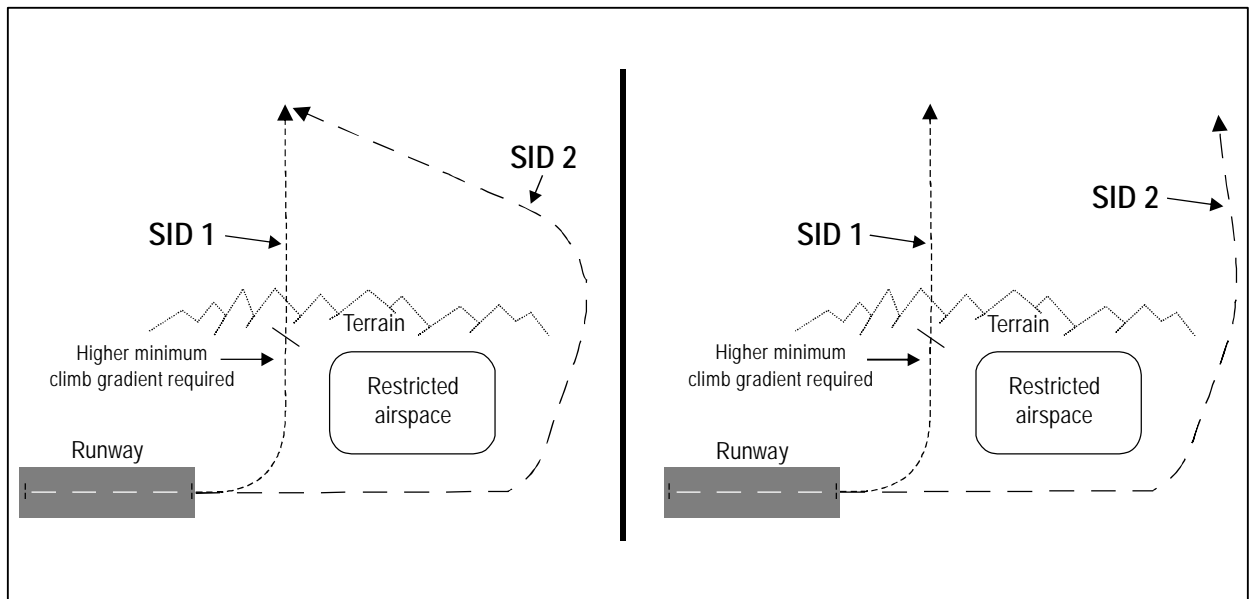 SID 2
SID 1
Terrain
Higher minimum
climb gradient required
Restricted
airspace
Runway
SID 2
SID 1
Terrain
Higher minimum
climb gradient required
Restricted
airspace
Runway